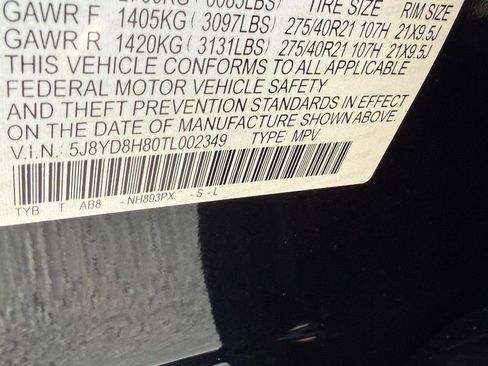 TIRE SIZE RIM SIZE
GAWR F 1405KG (3097LBS) 275/40R21 107H 21X9.5J
GAWR R 1420KG (3131LBS) 275/40R21 107H 21X9.5J
THIS VEHICLE CONFORMS TO ALL APPLICABLE
FEDERAL MOTOR VEHICLE SAFETY
AND THEFT PREVENTION STANDARDS IN EFFECT
ON THE DATE OF MANUFACTURE SHOWN ABOVE.
V.I.N.: 5J8YD8H80TL002349 TYPE: MPV
TYB T AB8 -NH893PX -S-L